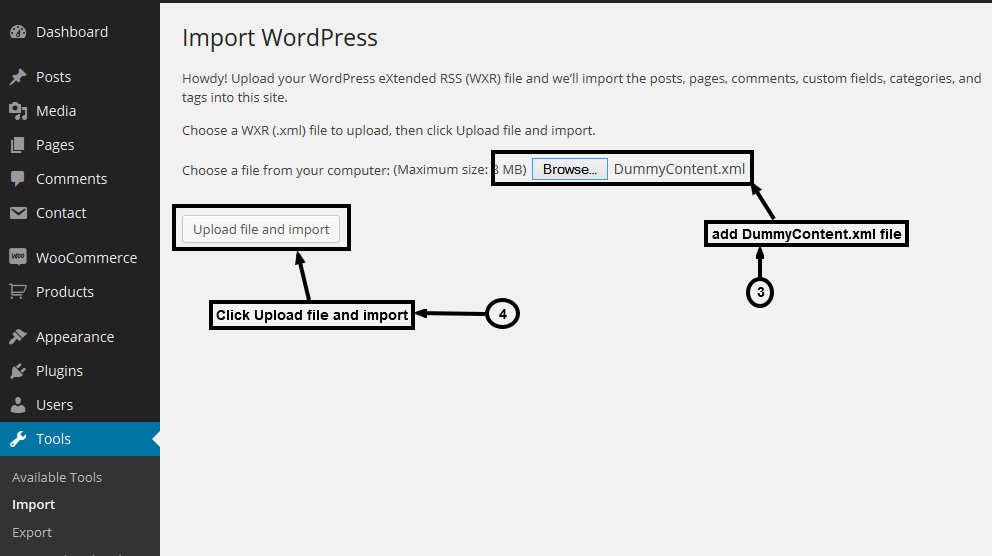 Dashboard
Posts
Media
Pages
Comments
Contact
WooCommerce
Products
Appearance
Plugins
Users
Tools
Available Tools
Import
Export
Import WordPress
Howdy! Upload your WordPress eXtended RSS (WXR) file and we'll import the posts, pages, comments, custom fields, categories, and
tags into this site.
Choose a WXR (.xml) file to upload, then click Upload file and import.
Choose a file from your computer: (Maximum size: 8 MB) Browse... DummyContent.xml
Upload file and import
add DummyContent.xml file
3
Click Upload file and import
4